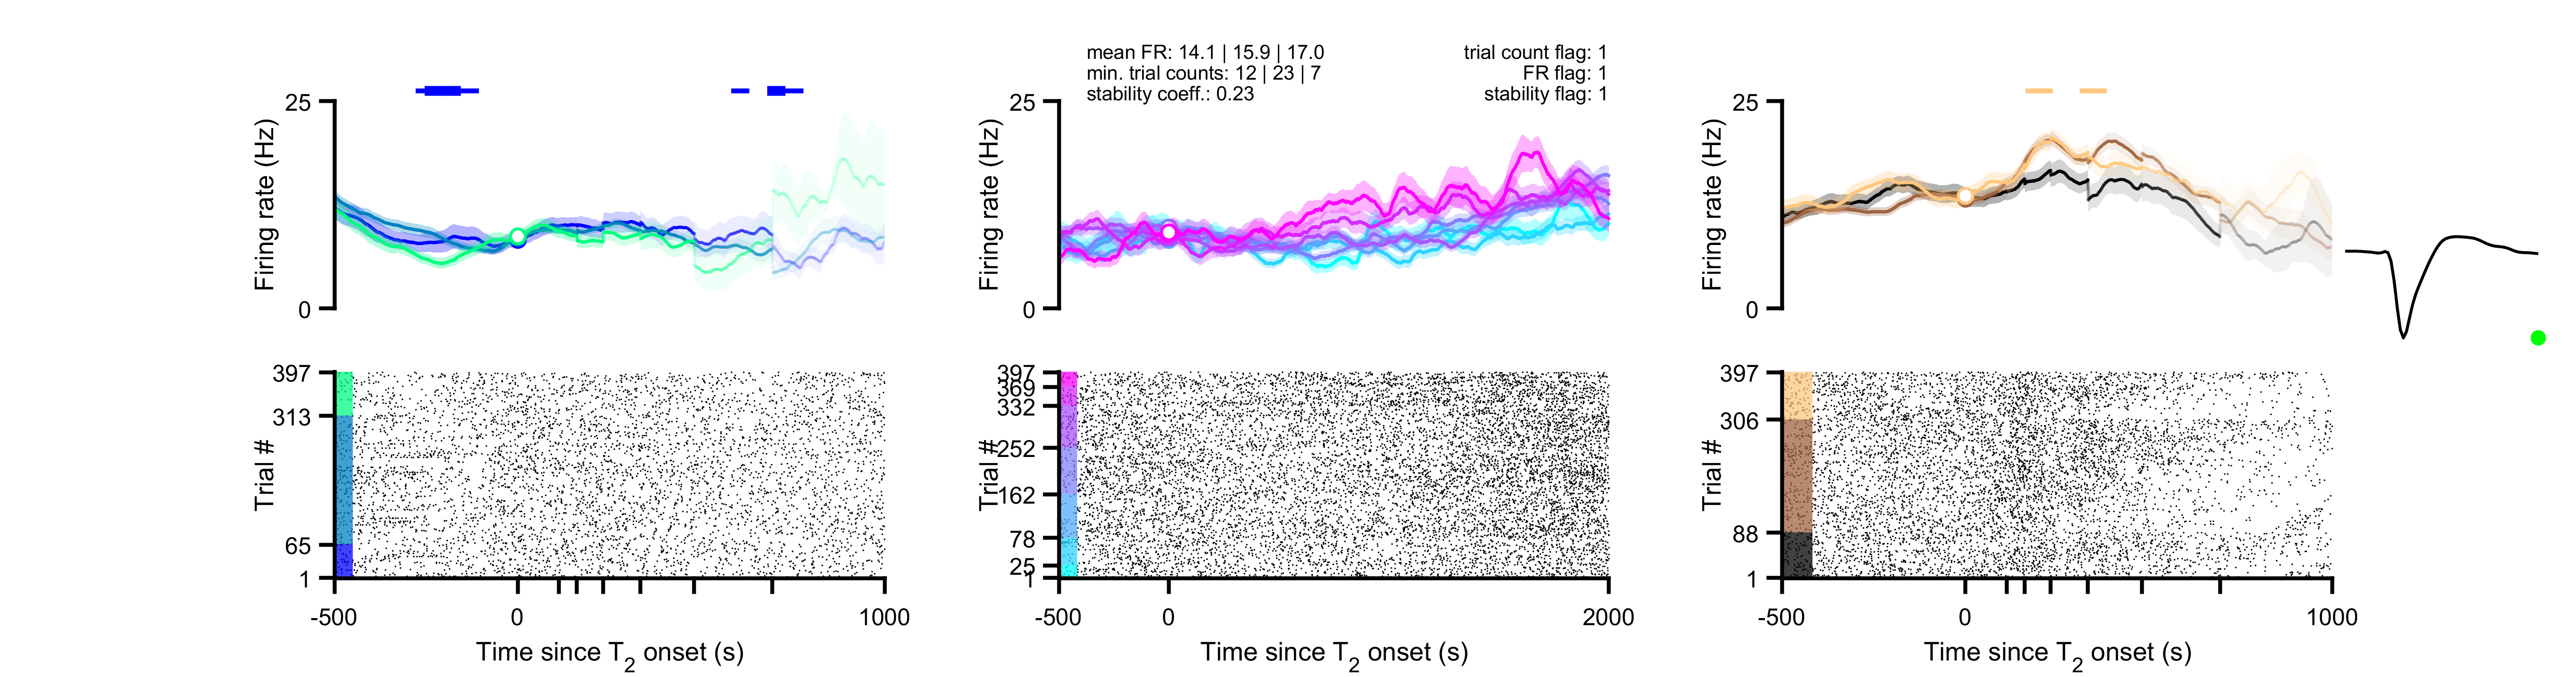 mean FR: 14.1 | 15.9 | 17.0
min. trial counts: 12 | 23 | 7
stability coeff.: 0.23
trial count flag: 1
FR flag: 1
stability flag: 1
25
Firing rate (Hz)
0
25
Firing rate (Hz)
0
25
Firing rate (Hz)
0
397
313
Trial #
65
1
-500
0
1000
Time since T2 onset (s)
397
369
332
252
Trial #
162
78
25
1
-500
0
2000
Time since T2 onset (s)
397
306
Trial #
88
1
-500
0
1000
Time since T2 onset (s)